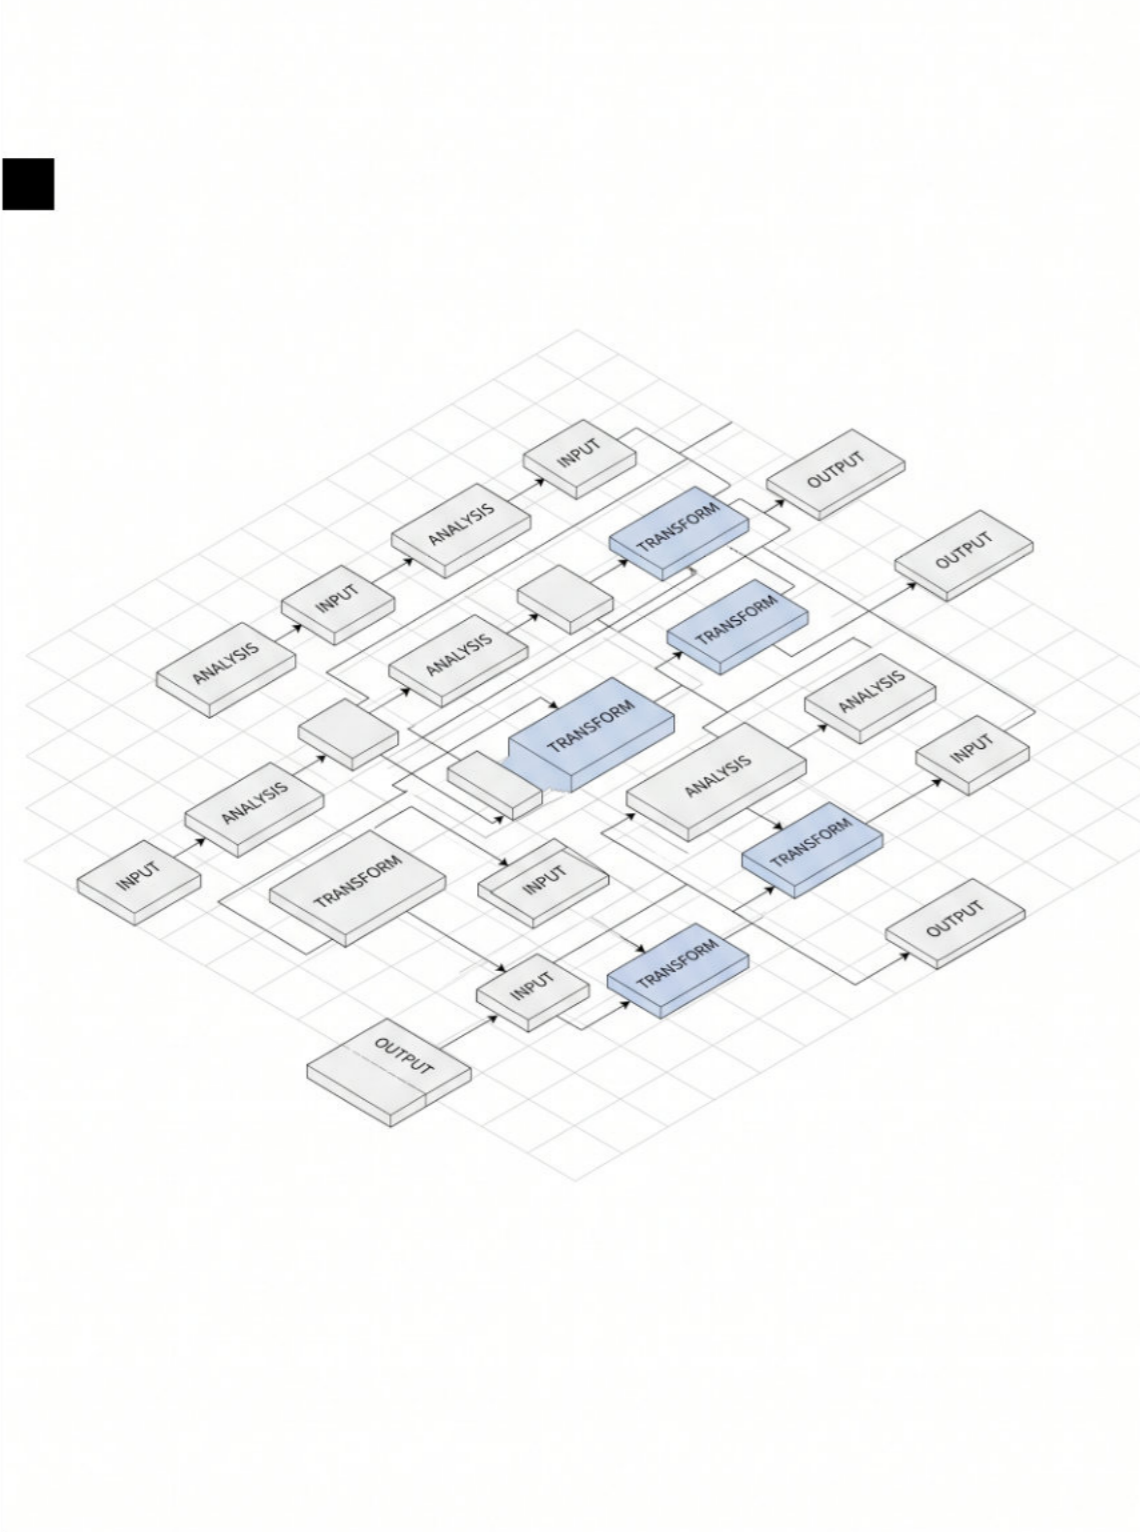 INPUT
OUTPUT
ANALYSIS
TRANSFORM
OUTPUT
INPUT
TRANSFORM
ANALYSIS
ANALYSIS
ANALYSIS
TRANSFORM
INPUT
ANALYSIS
ANALYSIS
TRANSFORM
INPUT
TRANSFORM
INPUT
OUTPUT
TRANSFORM
INPUT
OUTPUT